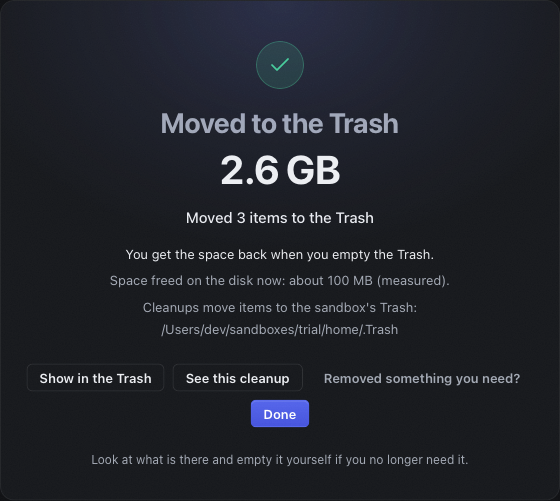 Moved to the Trash
2.6 GB
Moved 3 items to the Trash
You get the space back when you empty the Trash.
Space freed on the disk now: about 100 MB (measured).
Cleanups move items to the sandbox's Trash:
/Users/dev/sandboxes/trial/home/.Trash
Show in the Trash See this cleanup Removed something you need?
Done
Look at what is there and empty it yourself if you no longer need it.